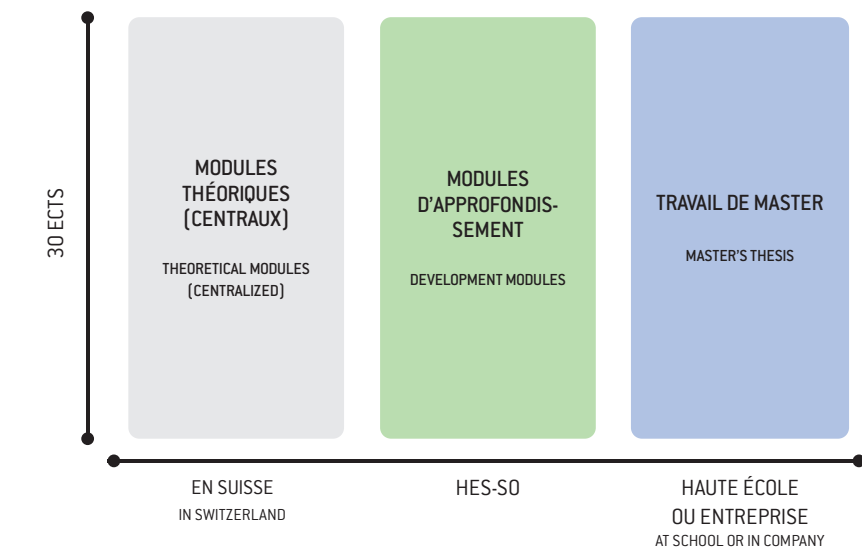 30 ECTS
MODULES
THÉORIQUES
(CENTRAUX)
THEORETICAL MODULES
(CENTRALIZED)
MODULES
D'APPROFONDIS-
SEMENT
DEVELOPMENT MODULES
TRAVAIL DE MASTER
MASTER'S THESIS
EN SUISSE
IN SWITZERLAND
HES-SO
HAUTE ÉCOLE
OU ENTREPRISE
AT SCHOOL OR IN COMPANY